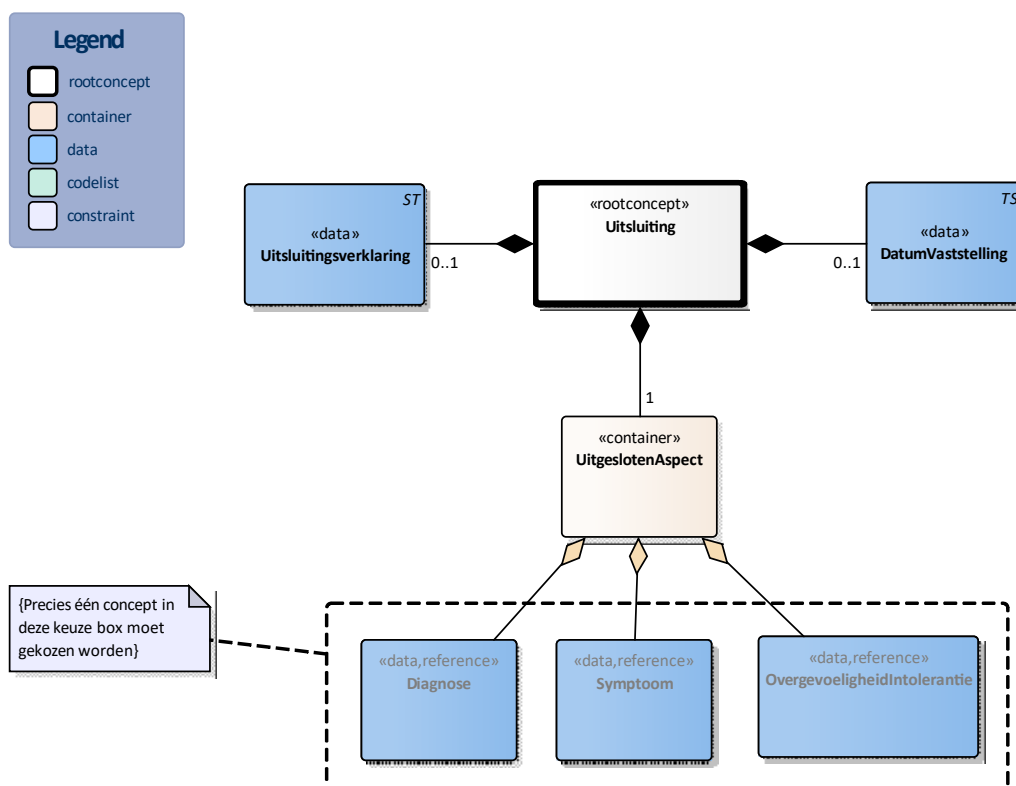 Legend
rootconcept
container
data
codelist
constraint
ST
«data»
Uitsluitingsverklaring
0..1
«rootconcept»
Uitsluiting
TS
«data»
DatumVaststelling
0..1
1
«container»
UitgeslotenAspect
{Precies één concept in
deze keuze box moet
gekozen worden}
«data,reference»
Diagnose
«data,reference»
Symptoom
«data,reference»
OvergevoeligheidIntolerantie